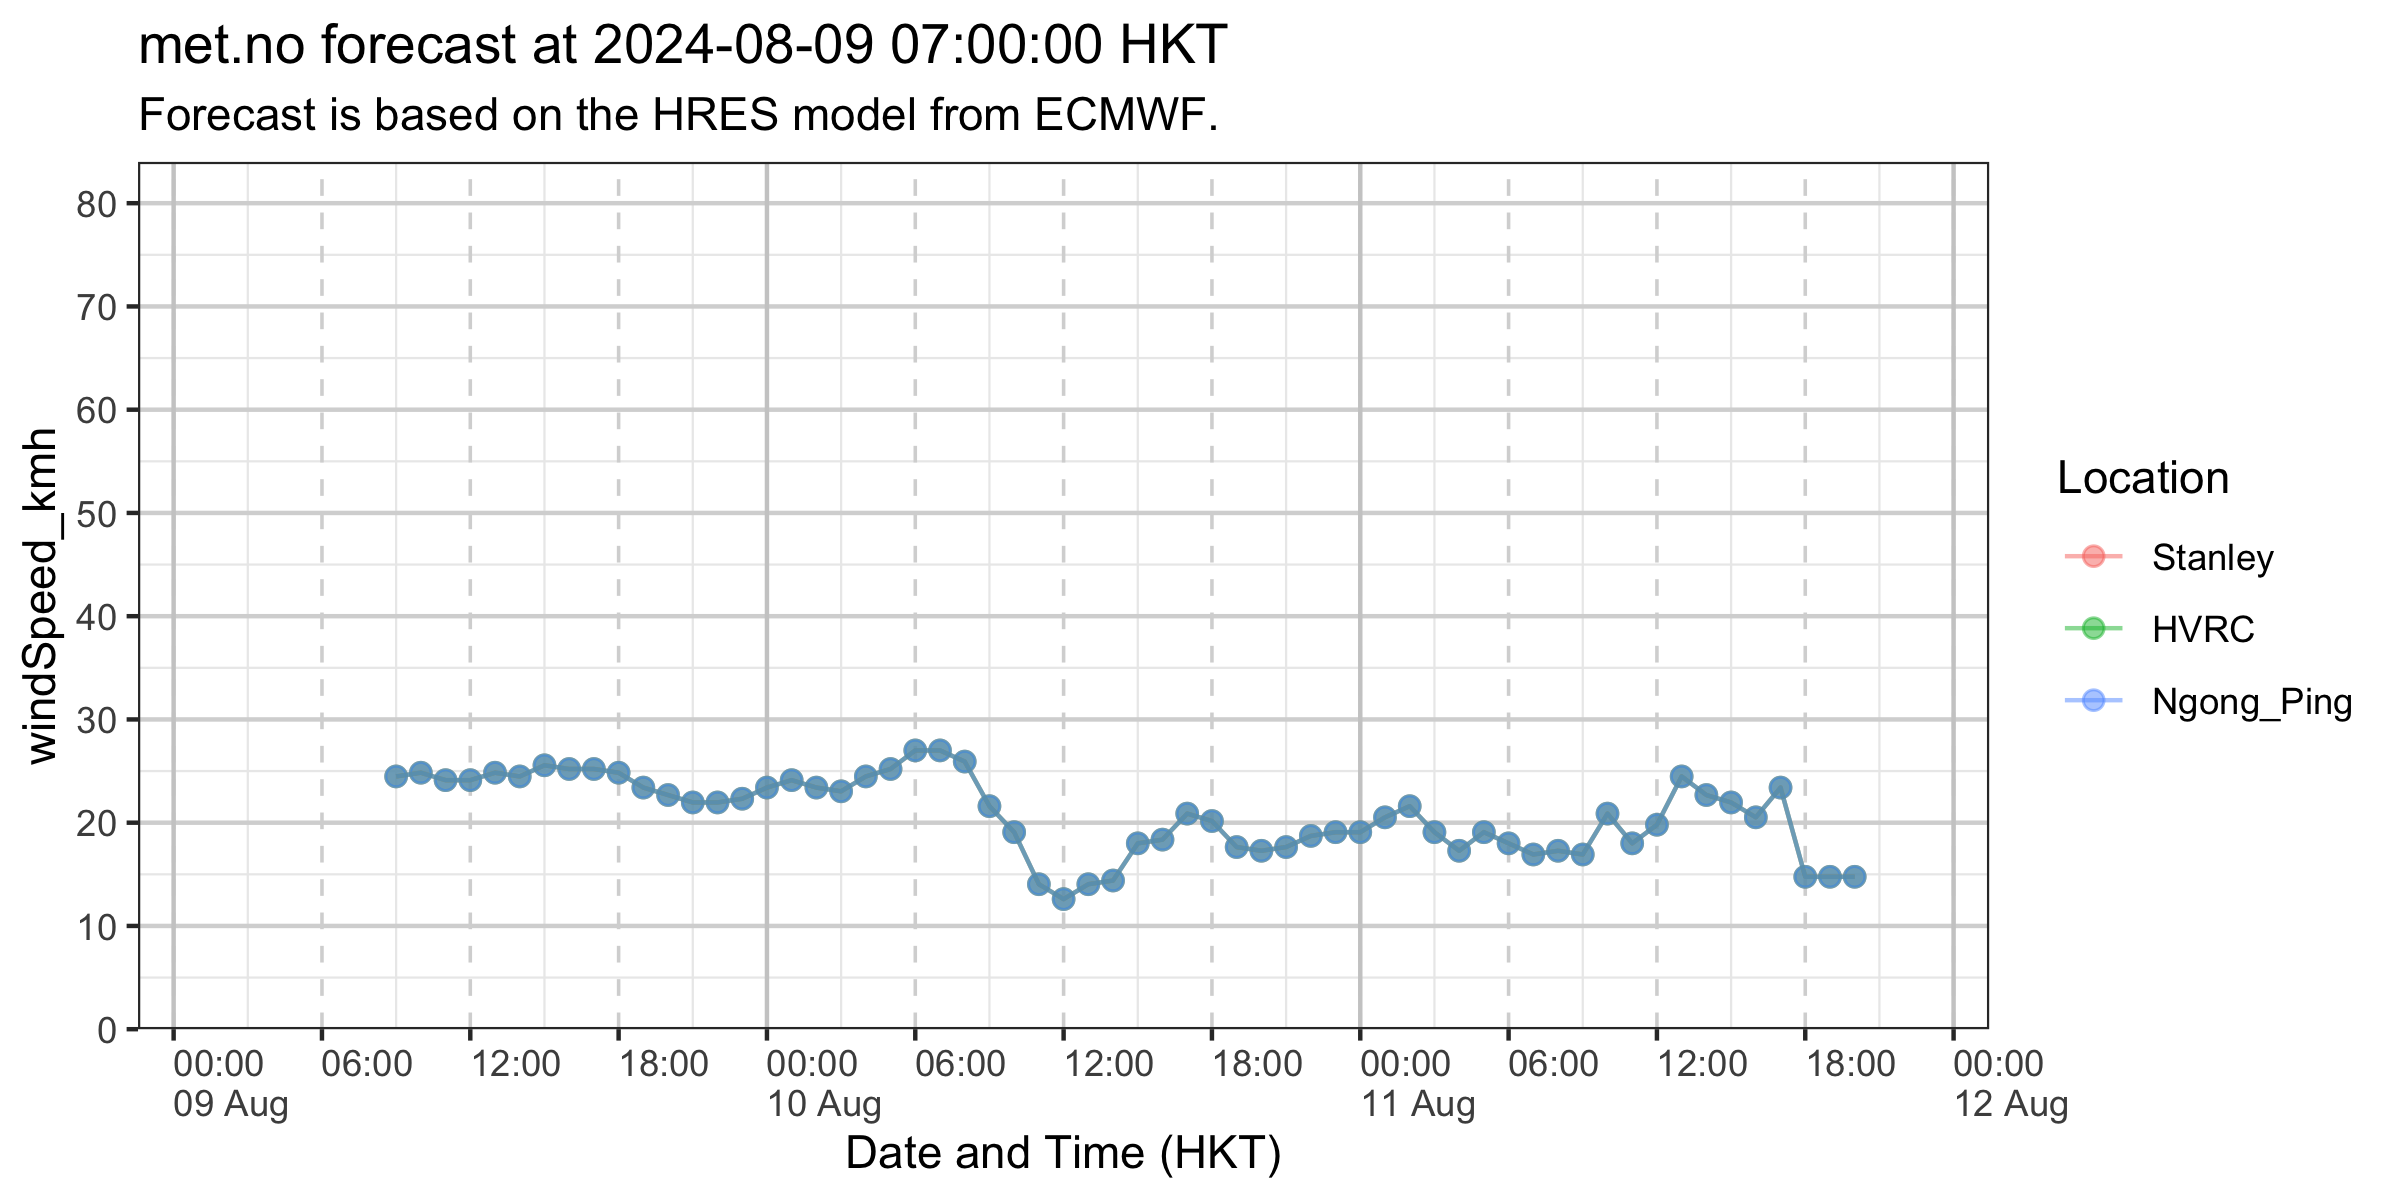 met.no forecast at 2024-08-09 07:00:00 HKT
Forecast is based on the HRES model from ECMWF.
windSpeed_kmh
80
70
60
50
40
30
20
10
0
00:00 06:00 12:00 18:00 00:00 06:00 12:00 18:00 00:00 06:00 12:00 18:00 00:00
09 Aug 10 Aug 11 Aug 12 Aug
Date and Time (HKT)
Location
Stanley
HVRC
Ngong_Ping